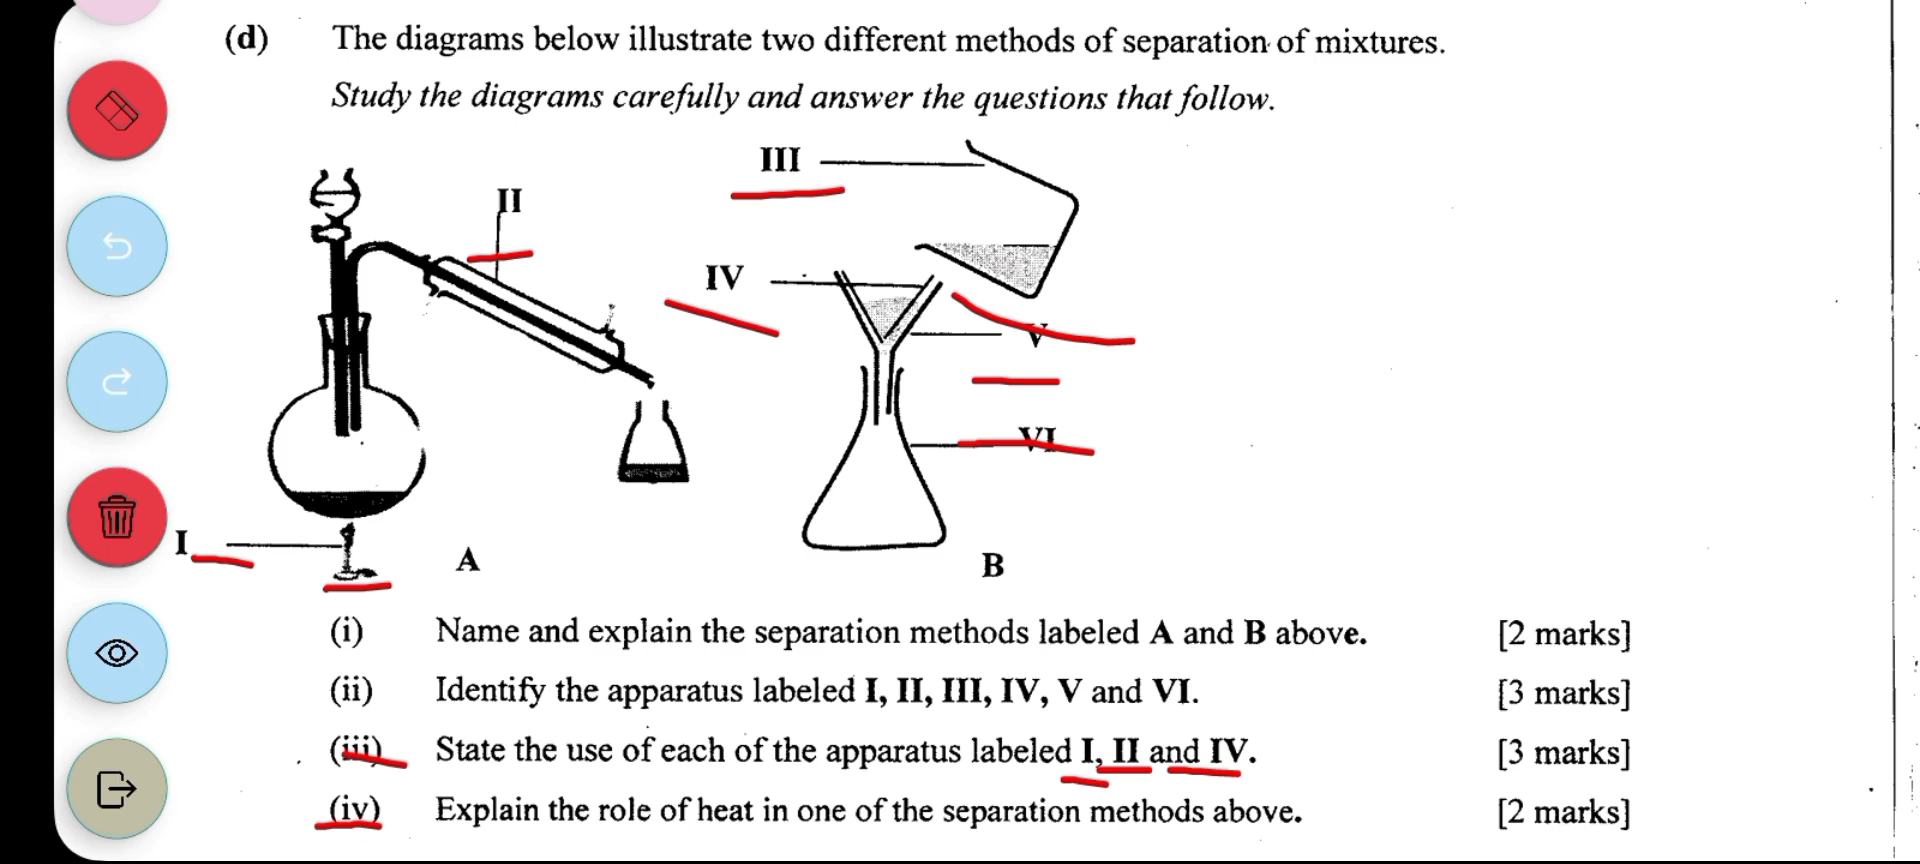 (d) The diagrams below illustrate two different methods of separation of mixtures.
Study the diagrams carefully and answer the questions that follow.
III
II
IV
V
VI
I
A
B
(i) Name and explain the separation methods labeled A and B above. [2 marks]
(ii) Identify the apparatus labeled I, II, III, IV, V and VI. [3 marks]
(iii) State the use of each of the apparatus labeled I, II and IV. [3 marks]
(iv) Explain the role of heat in one of the separation methods above. [2 marks]